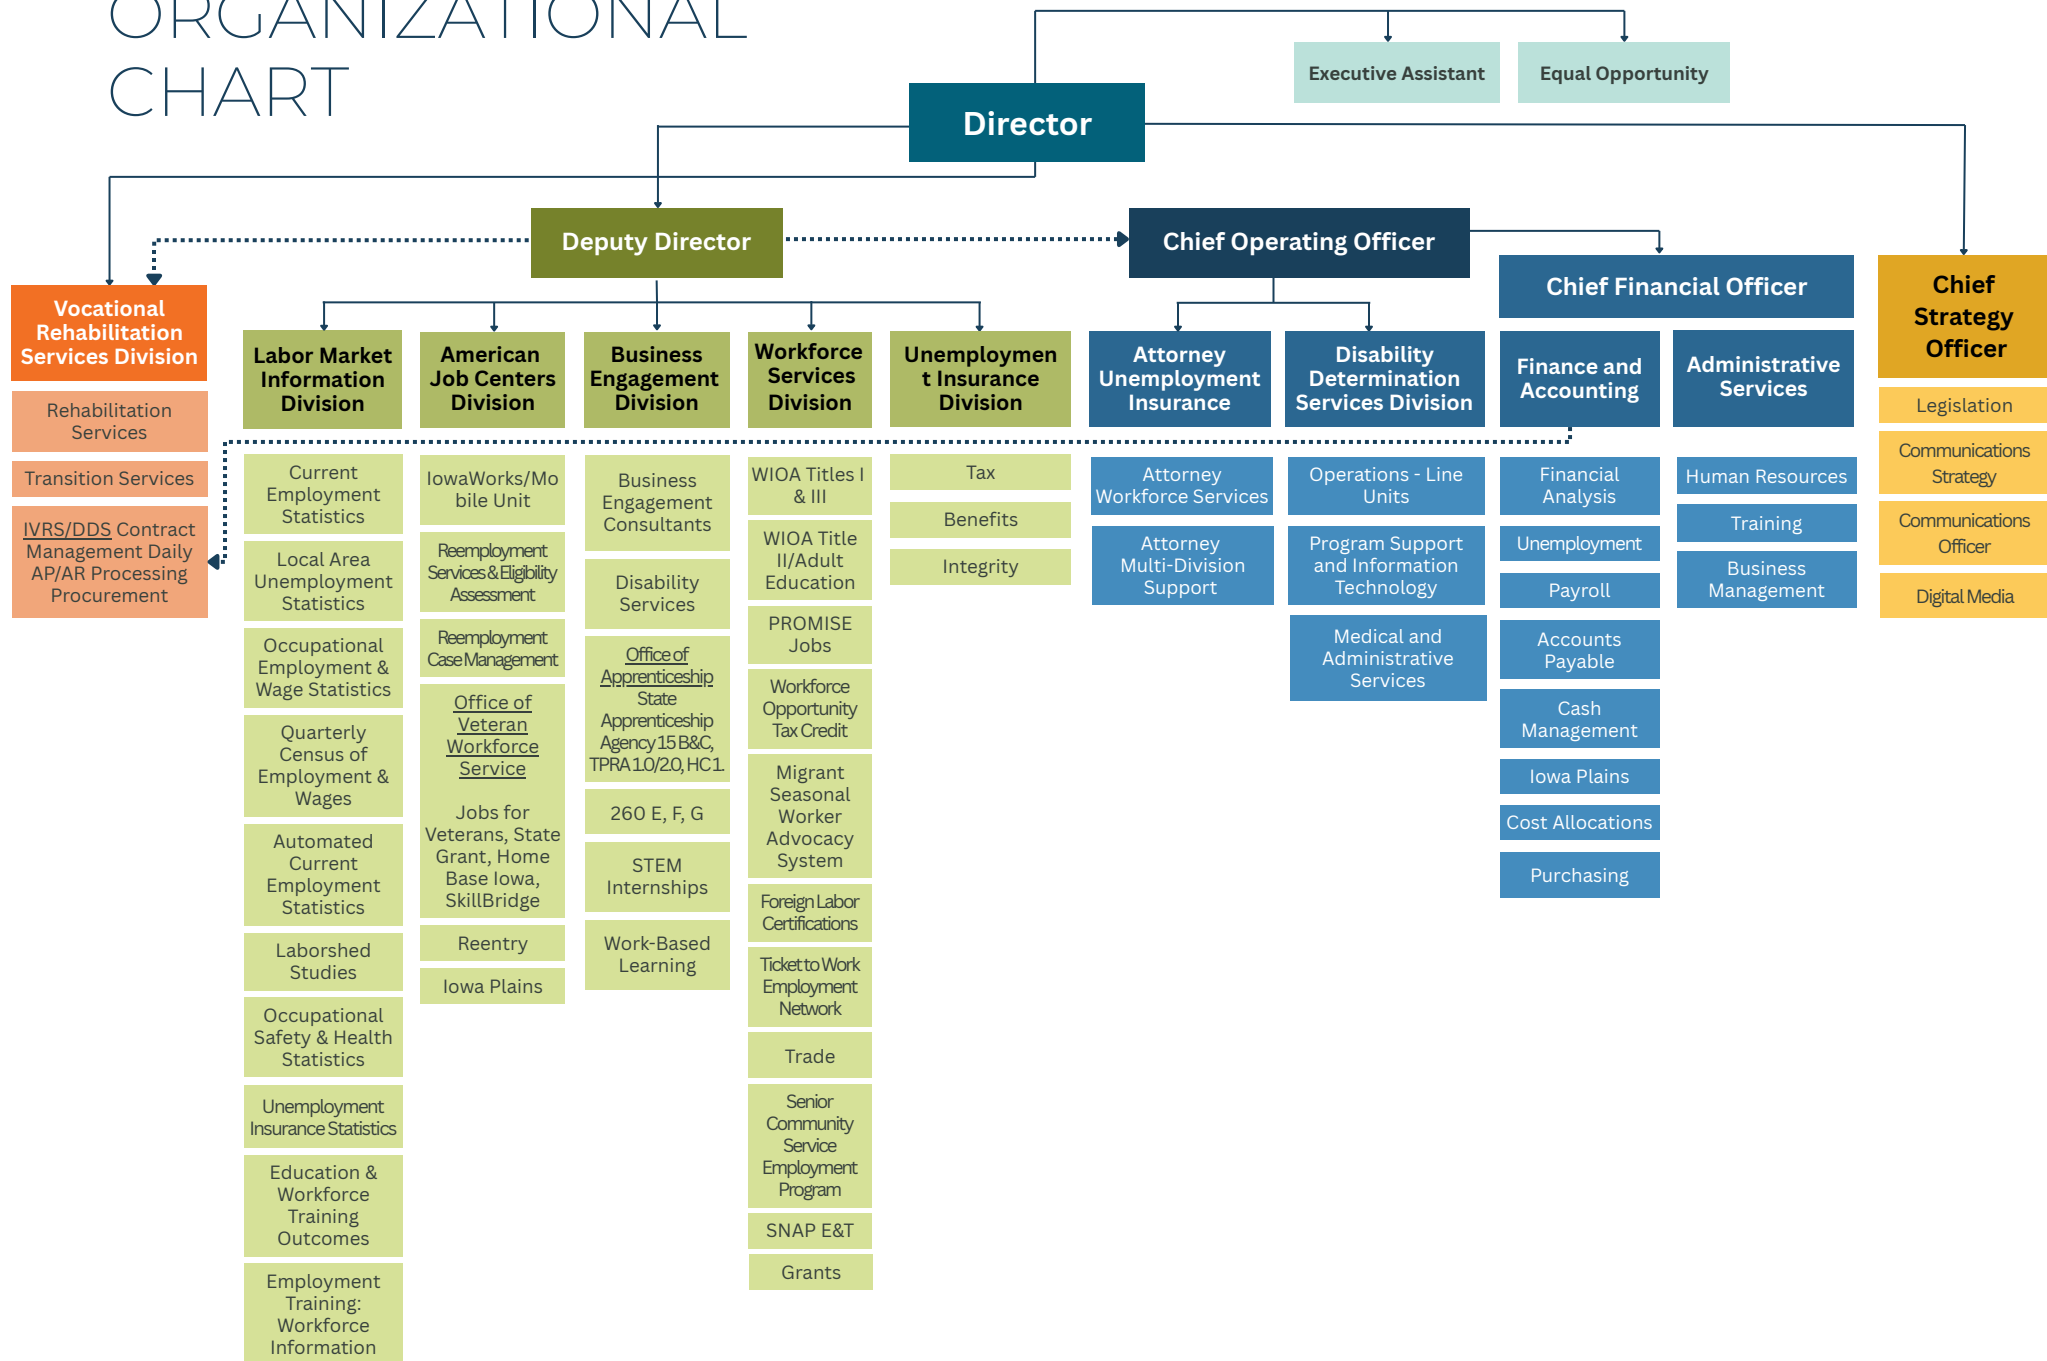 ORGANIZATIONAL
CHART
Executive Assistant
Equal Opportunity
Director
Deputy Director
Chief Operating Officer
Chief Financial Officer
Chief
Strategy
Officer
Vocational
Rehabilitation
Services Division
Rehabilitation
Services
Transition Services
IVRS/DDS Contract
Management Daily
AP/AR Processing
Procurement
Labor Market
Information
Division
Current
Employment
Statistics
Local Area
Unemployment
Statistics
Occupational
Employment &
Wage Statistics
Quarterly
Census of
Employment &
Wages
Automated
Current
Employment
Statistics
Laborshed
Studies
Occupational
Safety & Health
Statistics
Unemployment
Insurance Statistics
Education &
Workforce
Training
Outcomes
Employment
Training:
Workforce
Information
American
Job Centers
Division
IowaWorks/Mo
bile Unit
Reemployment
Services & Eligibility
Assessment
Reemployment
Case Management
Office of
Veteran
Workforce
Service
Jobs for
Veterans, State
Grant, Home
Base Iowa,
SkillBridge
Reentry
Iowa Plains
Business
Engagement
Division
Business
Engagement
Consultants
Disability
Services
Office of
Apprenticeship
State
Apprenticeship
Agency 15 B&C,
TPRA 1.0/2.0, HC 1.
260 E, F, G
STEM
Internships
Work-Based
Learning
Workforce
Services
Division
WIOA Titles I
& III
WIOA Title
II/Adult
Education
PROMISE
Jobs
Workforce
Opportunity
Tax Credit
Migrant
Seasonal
Worker
Advocacy
System
Foreign Labor
Certifications
Ticket to Work
Employment
Network
Trade
Senior
Community
Service
Employment
Program
SNAP E&T
Grants
Unemploymen
t Insurance
Division
Tax
Benefits
Integrity
Attorney
Unemployment
Insurance
Attorney
Workforce Services
Attorney
Multi-Division
Support
Disability
Determination
Services Division
Operations - Line
Units
Program Support
and Information
Technology
Medical and
Administrative
Services
Finance and
Accounting
Financial
Analysis
Unemployment
Payroll
Accounts
Payable
Cash
Management
Iowa Plains
Cost Allocations
Purchasing
Administrative
Services
Human Resources
Training
Business
Management
Legislation
Communications
Strategy
Communications
Officer
Digital Media